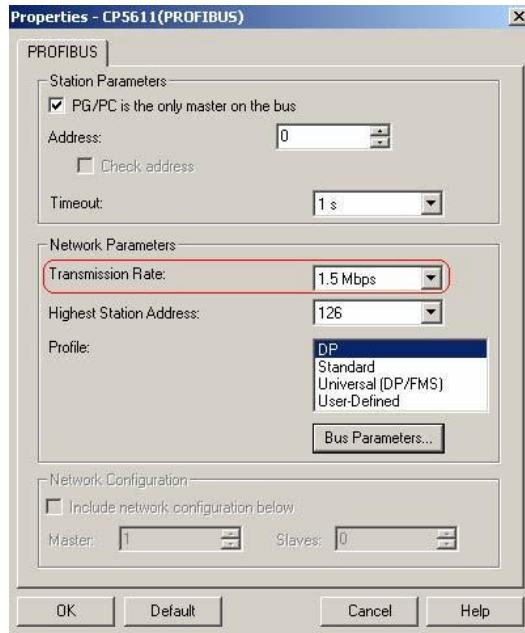 Properties - CP5611(PROFIBUS)
PROFIBUS
Station Parameters
PG/PC is the only master on the bus
Address: 0
Check address
Timeout: 1 s
Network Parameters
Transmission Rate: 1.5 Mbps
Highest Station Address: 126
Profile: DP
Standard
Universal (DP/FMS)
User-Defined
Bus Parameters...
Network Configuration
Include network configuration below
Master: 1 Slaves: 0
OK Default Cancel Help